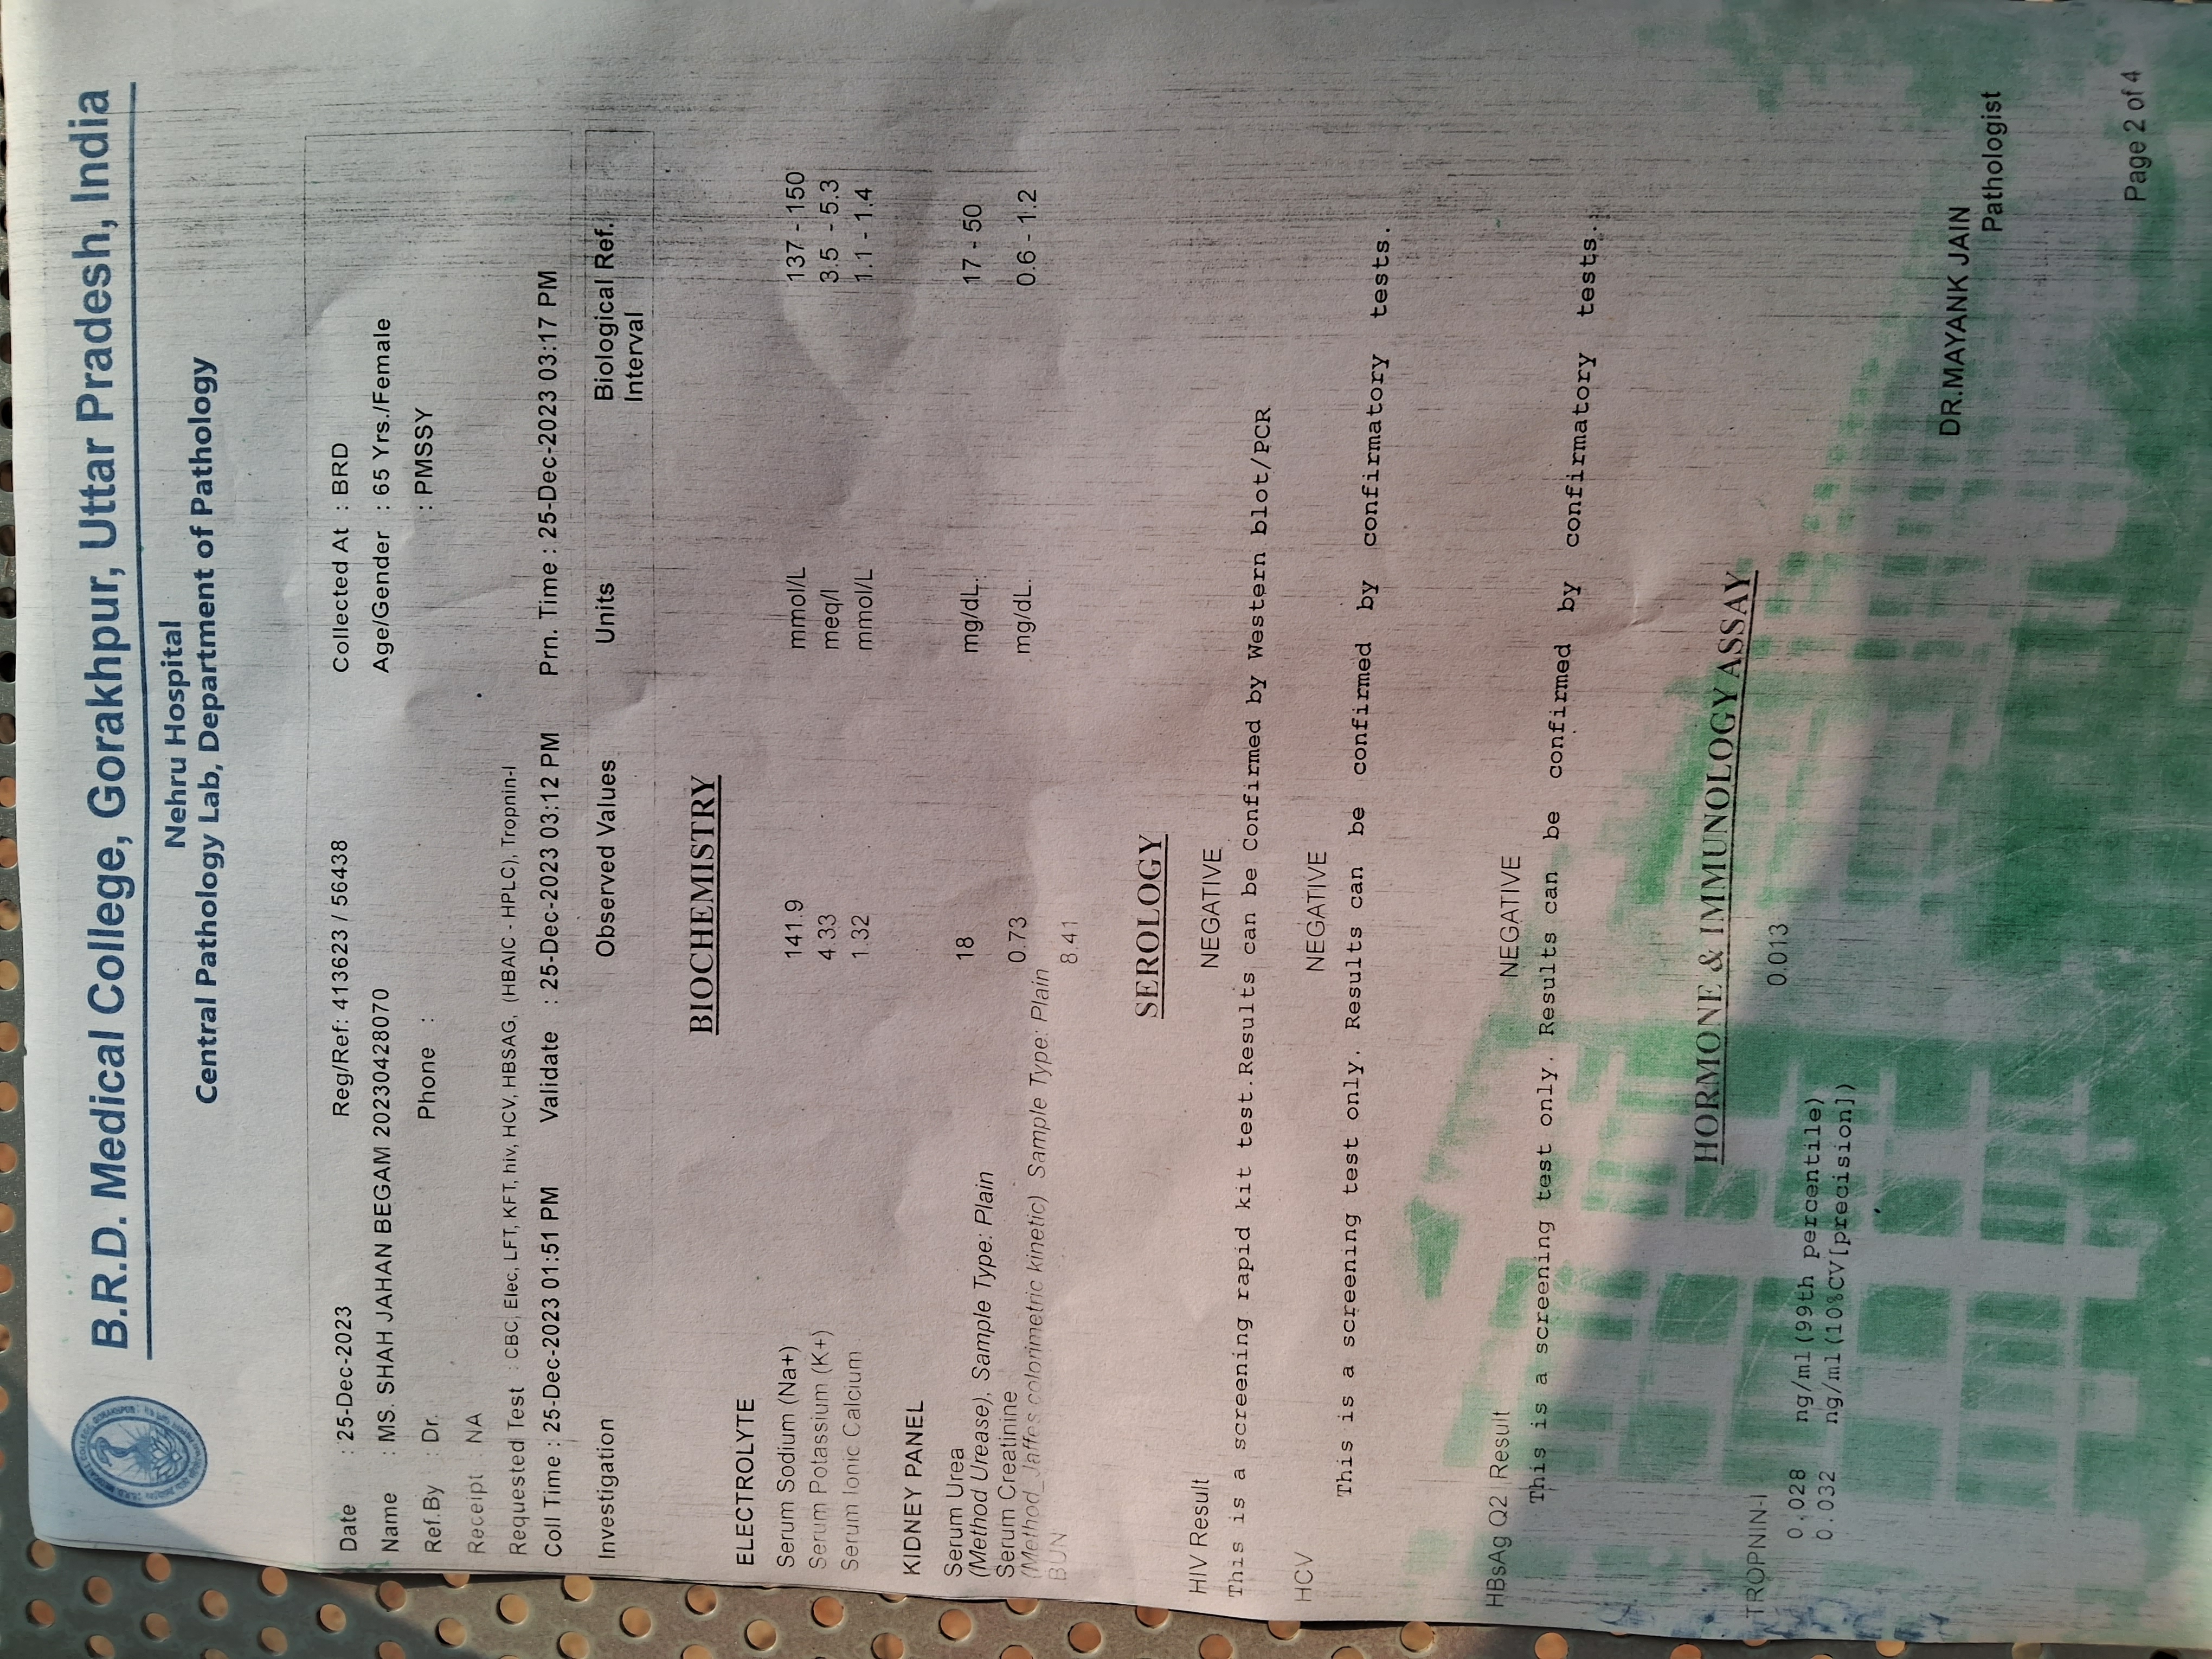 B.R.D. Medical College, Gorakhpur, Uttar Pradesh, India
Nehru Hospital
Central Pathology Lab, Department of Pathology
Date : 25-Dec-2023 Reg/Ref: 413623 / 56438 Collected At : BRD
Name : MS. SHAH JAHAN BEGAM 20230428070 Age/Gender : 65 Yrs./Female
Ref.By : Dr. Phone : : PMSSY
Receipt : NA
Requested Test : CBC, Elec, LFT, KFT, hiv, HCV, HBSAG, (HBAIC - HPLC), Tropnin-I
Coll Time : 25-Dec-2023 01:51 PM Validate : 25-Dec-2023 03:12 PM Prn. Time : 25-Dec-2023 03:17 PM
Investigation Observed Values Units Biological Ref.
Interval
BIOCHEMISTRY
ELECTROLYTE
Serum Sodium (Na+) 141.9 mmol/L 137 - 150
Serum Potassium (K+) 4.33 meq/l 3.5 - 5.3
Serum Ionic Calcium 1.32 mmol/L 1.1 - 1.4
KIDNEY PANEL
Serum Urea 18 mg/dL. 17 - 50
(Method Urease), Sample Type: Plain
Serum Creatinine 0.73 mg/dL. 0.6 - 1.2
(Method_Jaffes colorimetric kinetic) Sample Type: Plain
BUN 8.41
SEROLOGY
HIV Result NEGATIVE
This is a screening rapid kit test.Results can be Confirmed by Western blot/PCR
HCV NEGATIVE
This is a screening test only. Results can be confirmed by confirmatory tests.
HBsAg Q2 Result NEGATIVE
This is a screening test only. Results can be confirmed by confirmatory tests.
HORMONE & IMMUNOLOGY ASSAY
TROPNIN-I 0.013
0.028 ng/ml(99th percentile)
0.032 ng/ml(10%CV[precision])
DR.MAYANK JAIN
Pathologist
Page 2 of 4